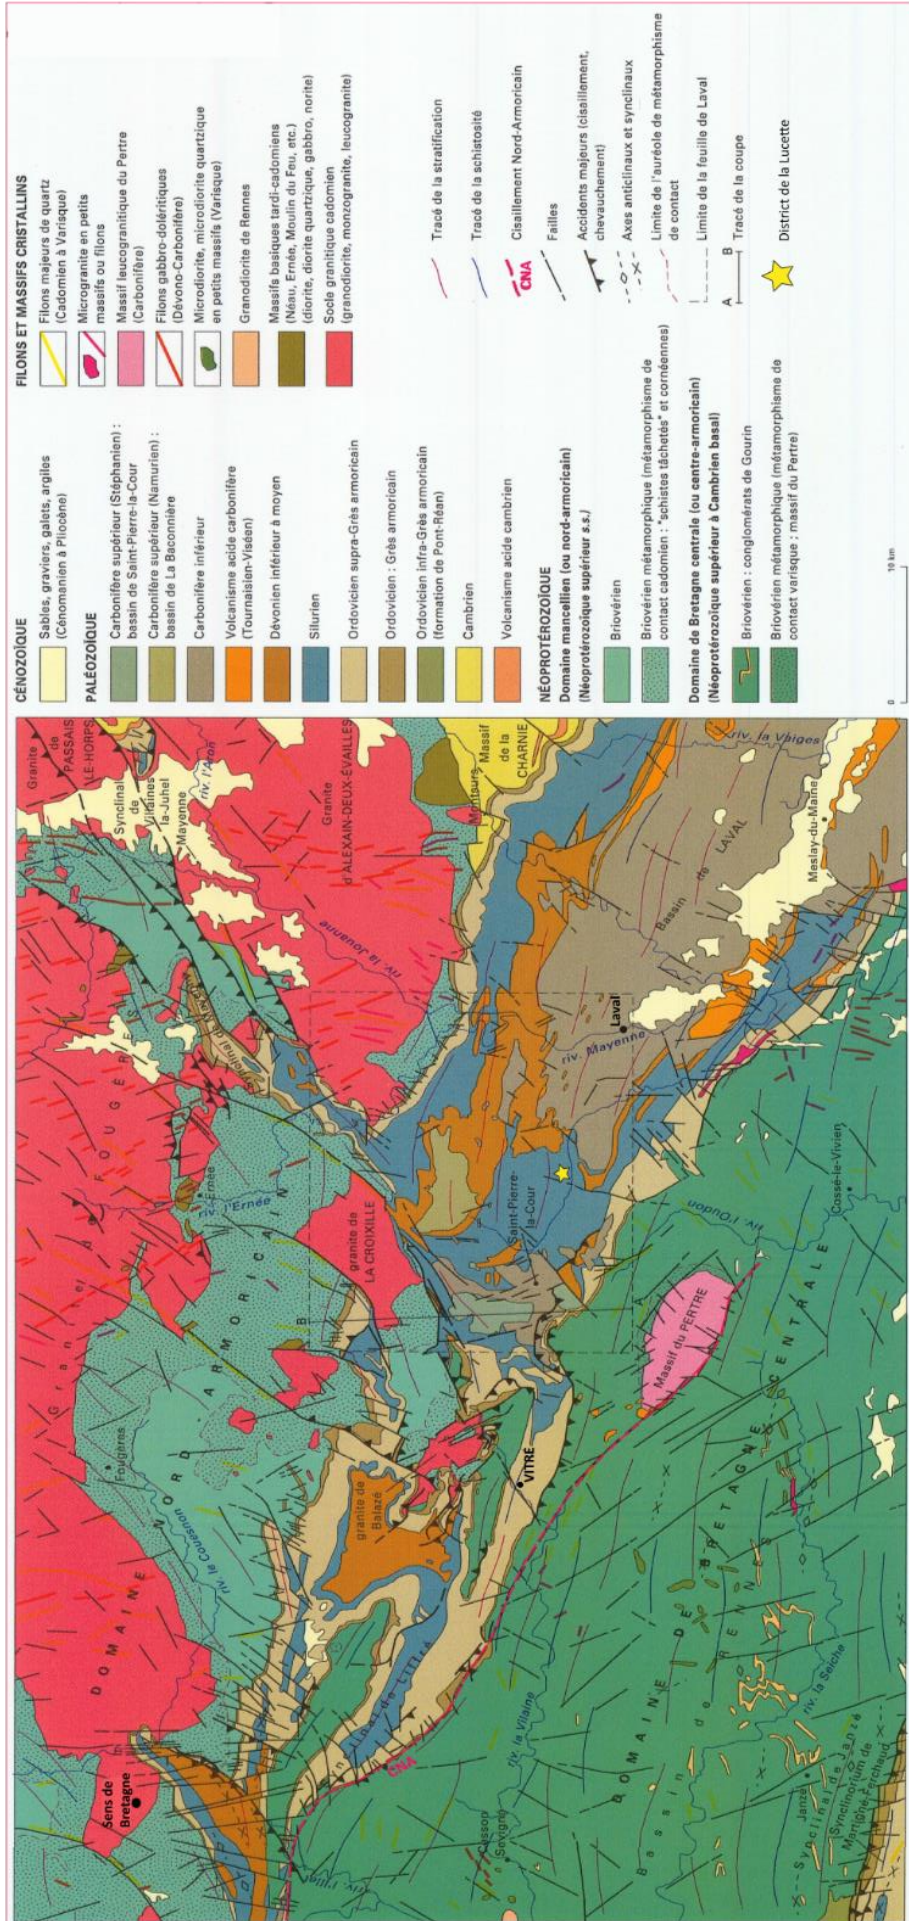 CÉNOZOÏQUE
Sables, graviers, galets, argiles
(Cénomanien à Pliocène)
PALÉOZOÏQUE
Carbonifère supérieur (Stéphanien) :
bassin de Saint-Pierre-la-Cour
Carbonifère supérieur (Namurien) :
bassin de La Baconnière
Carbonifère inférieur
Volcanisme acide carbonifère
(Tournaisien-Viséen)
Dévonien inférieur à moyen
Silurien
Ordovicien supra-Grès armoricain
Ordovicien : Grès armoricain
Ordovicien infra-Grès armoricain
(formation de Pont-Réan)
Cambrien
Volcanisme acide cambrien
NÉOPROTÉROZOÏQUE
Domaine mancellien (ou nord-armoricain)
(Néoprotérozoïque supérieur s.s.)
Briovérien
Briovérien métamorphique (métamorphisme de
contact cadomien : "schistes tâchetés" et cornéennes)
Domaine de Bretagne centrale (ou centre-armoricain)
(Néoprotérozoïque supérieur à Cambrien basal)
Briovérien : conglomérats de Gourin
Briovérien métamorphique (métamorphisme de
contact varisque : massif du Pertre)
FILONS ET MASSIFS CRISTALLINS
Filons majeurs de quartz
(Cadomien à Varisque)
Microgranite en petits
massifs ou filons
Massif leucogranitique du Pertre
(Carbonifère)
Filons gabbro-doléritiques
(Dévono-Carbonifère)
Microdiorite, microdiorite quartzique
en petits massifs (Varisque)
Granodiorite de Rennes
Massifs basiques tardi-cadomiens
(Néau, Ernée, Moulin du Feu, etc.)
(diorite, diorite quartzique, gabbro, norite)
Socle granitique cadomien
(granodiorite, monzogranite, leucogranite)
Tracé de la stratification
Tracé de la schistosité
CNA
Cisaillement Nord-Armoricain
Failles
Accidents majeurs (cisaillement,
chevauchement)
Axes anticlinaux et synclinaux
Limite de l'auréole de métamorphisme
de contact
Limite de la feuille de Laval
A B
Tracé de la coupe
District de la Lucette
0 10 km
Granite
de
PASSAIS
LE-HORPS
Synclinal
de
Villaines
la-Juhel
Mayenne
riv. l'Aron
Granite
d'ALEXAIN-DEUX-ÉVAILLES
Montsurs
Massif
de la
CHARNIE
riv. la Vaiges
riv. la Jouanne
Bassin de LAVAL
Meslay-du-Maine
Laval
riv. Mayenne
FOUGÈRES
Ernée
riv. l'Ernée
granite de
LA CROIXILLE
Saint-Pierre
la-Cour
riv. l'Oudon
Cossé-le-Vivien
Massif du PERTRE
A
B
Fougères
riv. le Couesnon
DOMAINE NORD ARMORICAIN
granite de
Balazé
VITRÉ
CNA
Sens de
Bretagne
riv. la Vilaine
DOMAINE DE BRETAGNE CENTRALE
Bassin de RENNES
riv. la Seiche
Janzé
Synclinal de Janzé
Synclinorium de
Martigné-Ferchaud